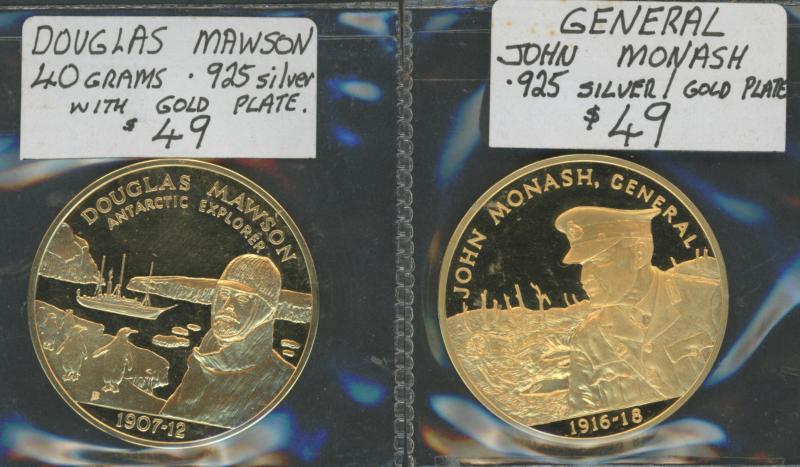 DOUGLAS MAWSON
40 GRAMS . .925 silver
WITH GOLD PLATE.
$ 49
DOUGLAS MAWSON
ANTARCTIC EXPLORER
B
1907-12
GENERAL
JOHN MONASH
.925 SILVER / GOLD PLATE
$ 49
JOHN MONASH, GENERAL
1916-18